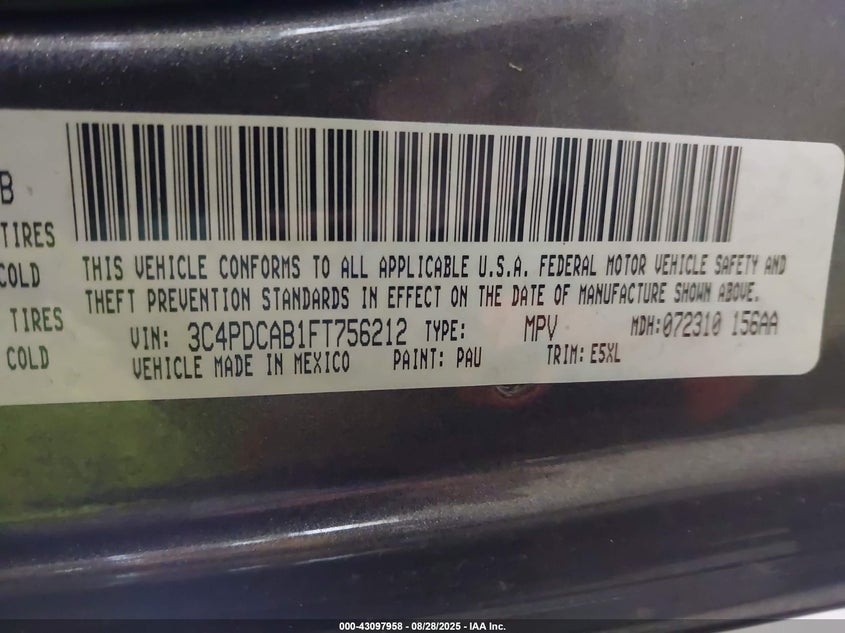 B
TIRES
COLD
TIRES
COLD
THIS VEHICLE CONFORMS TO ALL APPLICABLE U.S.A. FEDERAL MOTOR VEHICLE SAFETY AND
THEFT PREVENTION STANDARDS IN EFFECT ON THE DATE OF MANUFACTURE SHOWN ABOVE.
VIN: 3C4PDCAB1FT756212 TYPE: MPV MDH:072310 156AA
VEHICLE MADE IN MEXICO PAINT: PAU TRIM: E5XL
000-43097958 - 08/28/2025 - IAA Inc.